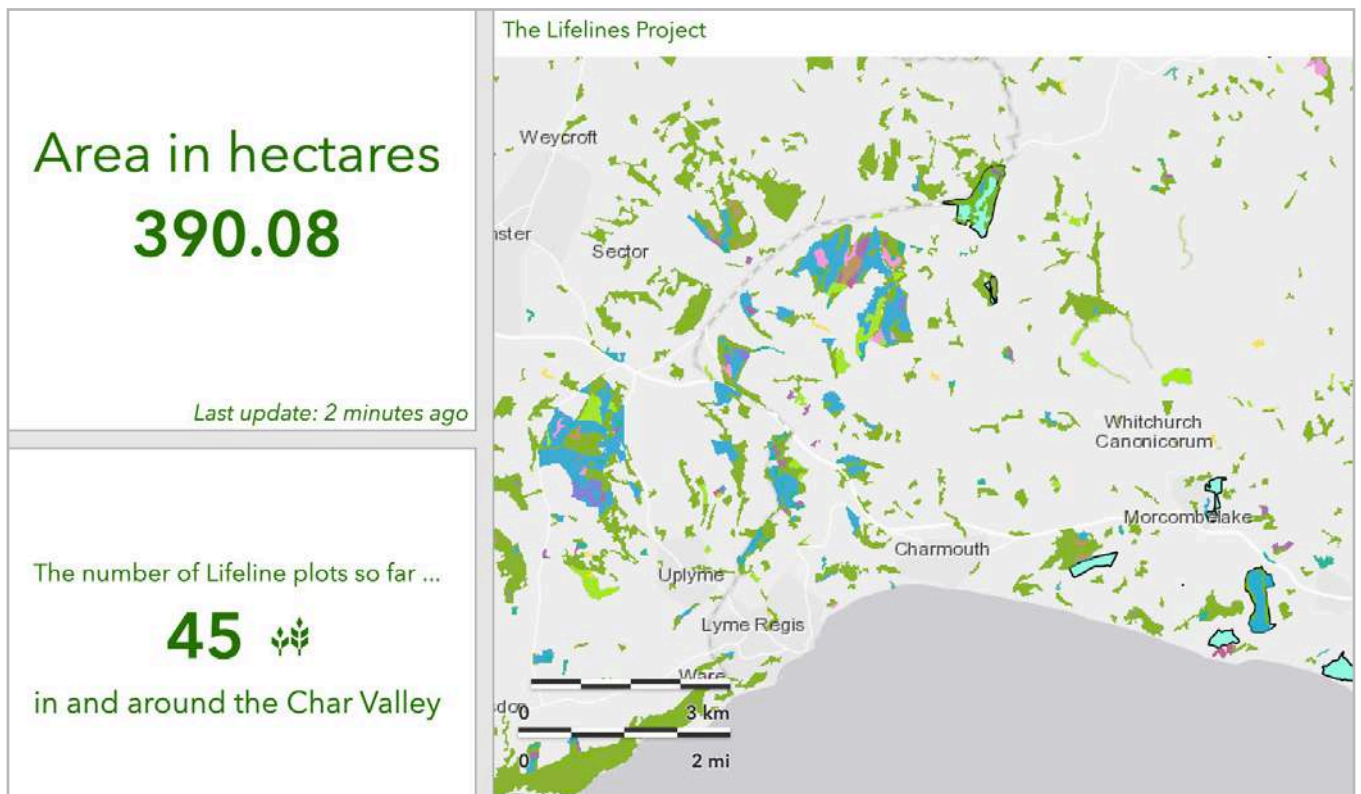 Area in hectares
390.08
Last update: 2 minutes ago
The number of Lifeline plots so far ...
45
in and around the Char Valley
The Lifelines Project
Weycroft
nster
Sector
Whitchurch
Canonicorum
Morcombelake
Charmouth
Uplyme
Lyme Regis
Ware
sdon
0 3 km
0 2 mi